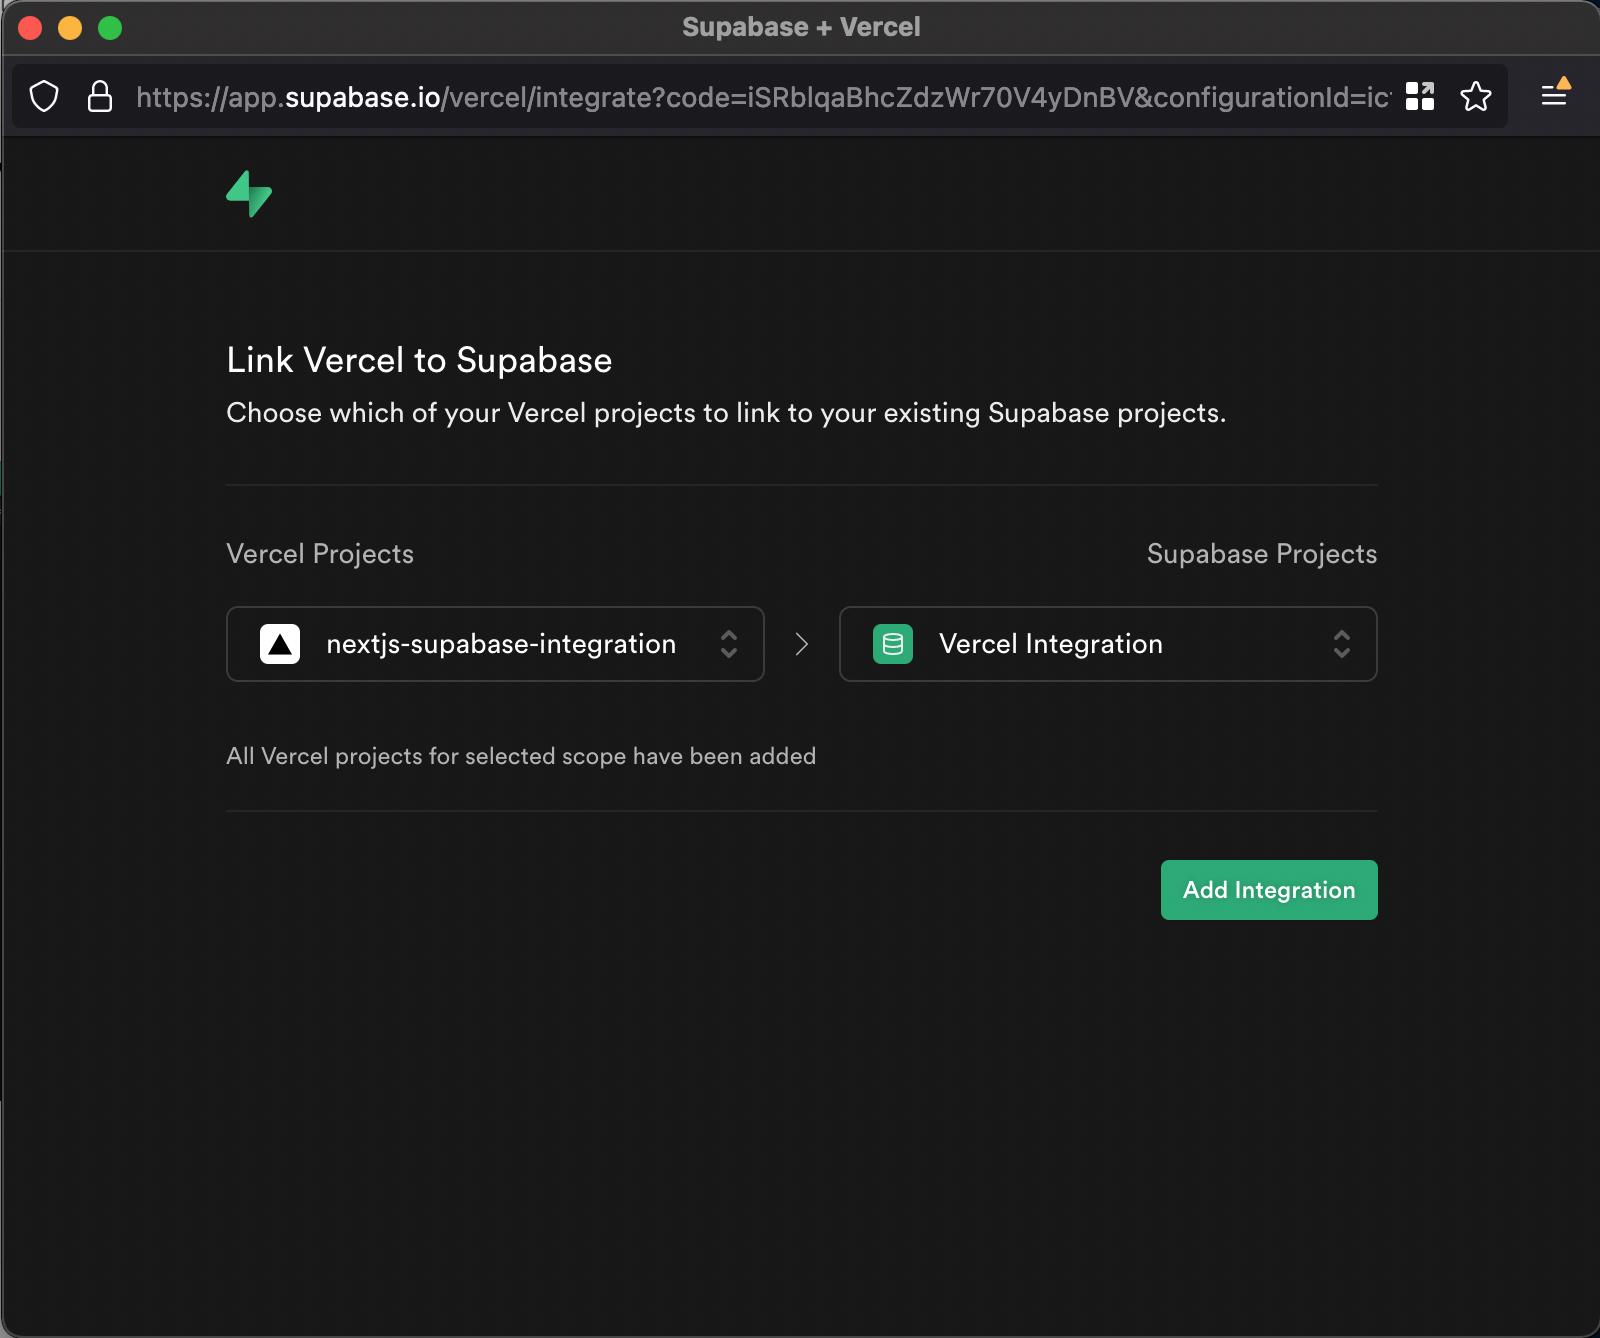 Supabase + Vercel
https://app.supabase.io/vercel/integrate?code=iSRblqaBhcZdzWr70V4yDnBV&configurationId=ic
Link Vercel to Supabase
Choose which of your Vercel projects to link to your existing Supabase projects.
Vercel Projects
Supabase Projects
nextjs-supabase-integration
Vercel Integration
All Vercel projects for selected scope have been added
Add Integration